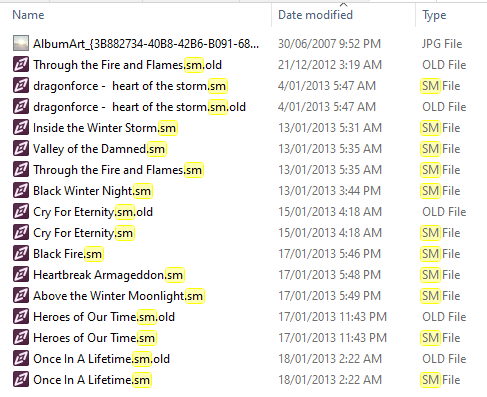 Name Date modified Type
AlbumArt_{3B882734-40B8-42B6-B091-68... 30/06/2007 9:52 PM JPG File
Through the Fire and Flames.sm.old 21/12/2012 3:19 AM OLD File
dragonforce -  heart of the storm.sm 4/01/2013 5:47 AM SM File
dragonforce -  heart of the storm.sm.old 4/01/2013 5:47 AM OLD File
Inside the Winter Storm.sm 13/01/2013 5:31 AM SM File
Valley of the Damned.sm 13/01/2013 5:35 AM SM File
Through the Fire and Flames.sm 13/01/2013 5:35 AM SM File
Black Winter Night.sm 13/01/2013 3:44 PM SM File
Cry For Eternity.sm.old 15/01/2013 4:18 AM OLD File
Cry For Eternity.sm 15/01/2013 4:18 AM SM File
Black Fire.sm 17/01/2013 5:46 PM SM File
Heartbreak Armageddon.sm 17/01/2013 5:48 PM SM File
Above the Winter Moonlight.sm 17/01/2013 5:49 PM SM File
Heroes of Our Time.sm.old 17/01/2013 11:43 PM OLD File
Heroes of Our Time.sm 17/01/2013 11:43 PM SM File
Once In A Lifetime.sm.old 18/01/2013 2:22 AM OLD File
Once In A Lifetime.sm 18/01/2013 2:22 AM SM File